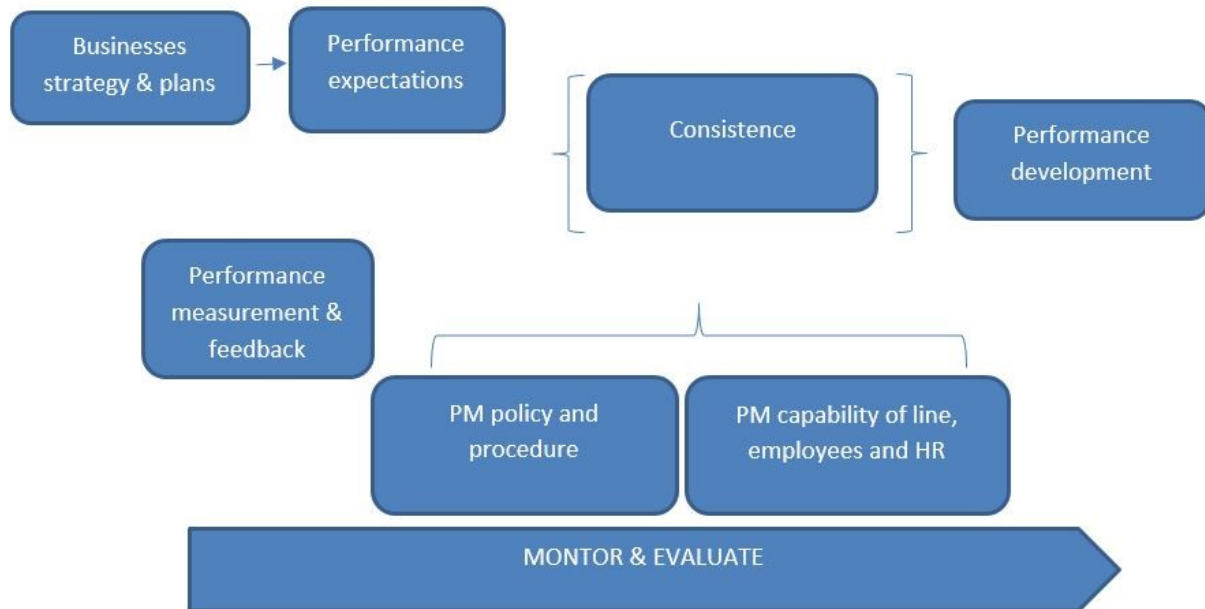 Businesses
strategy & plans
Performance
expectations
Consistence
Performance
development
Performance
measurement &
feedback
PM policy and
procedure
PM capability of line,
employees and HR
MONTOR & EVALUATE